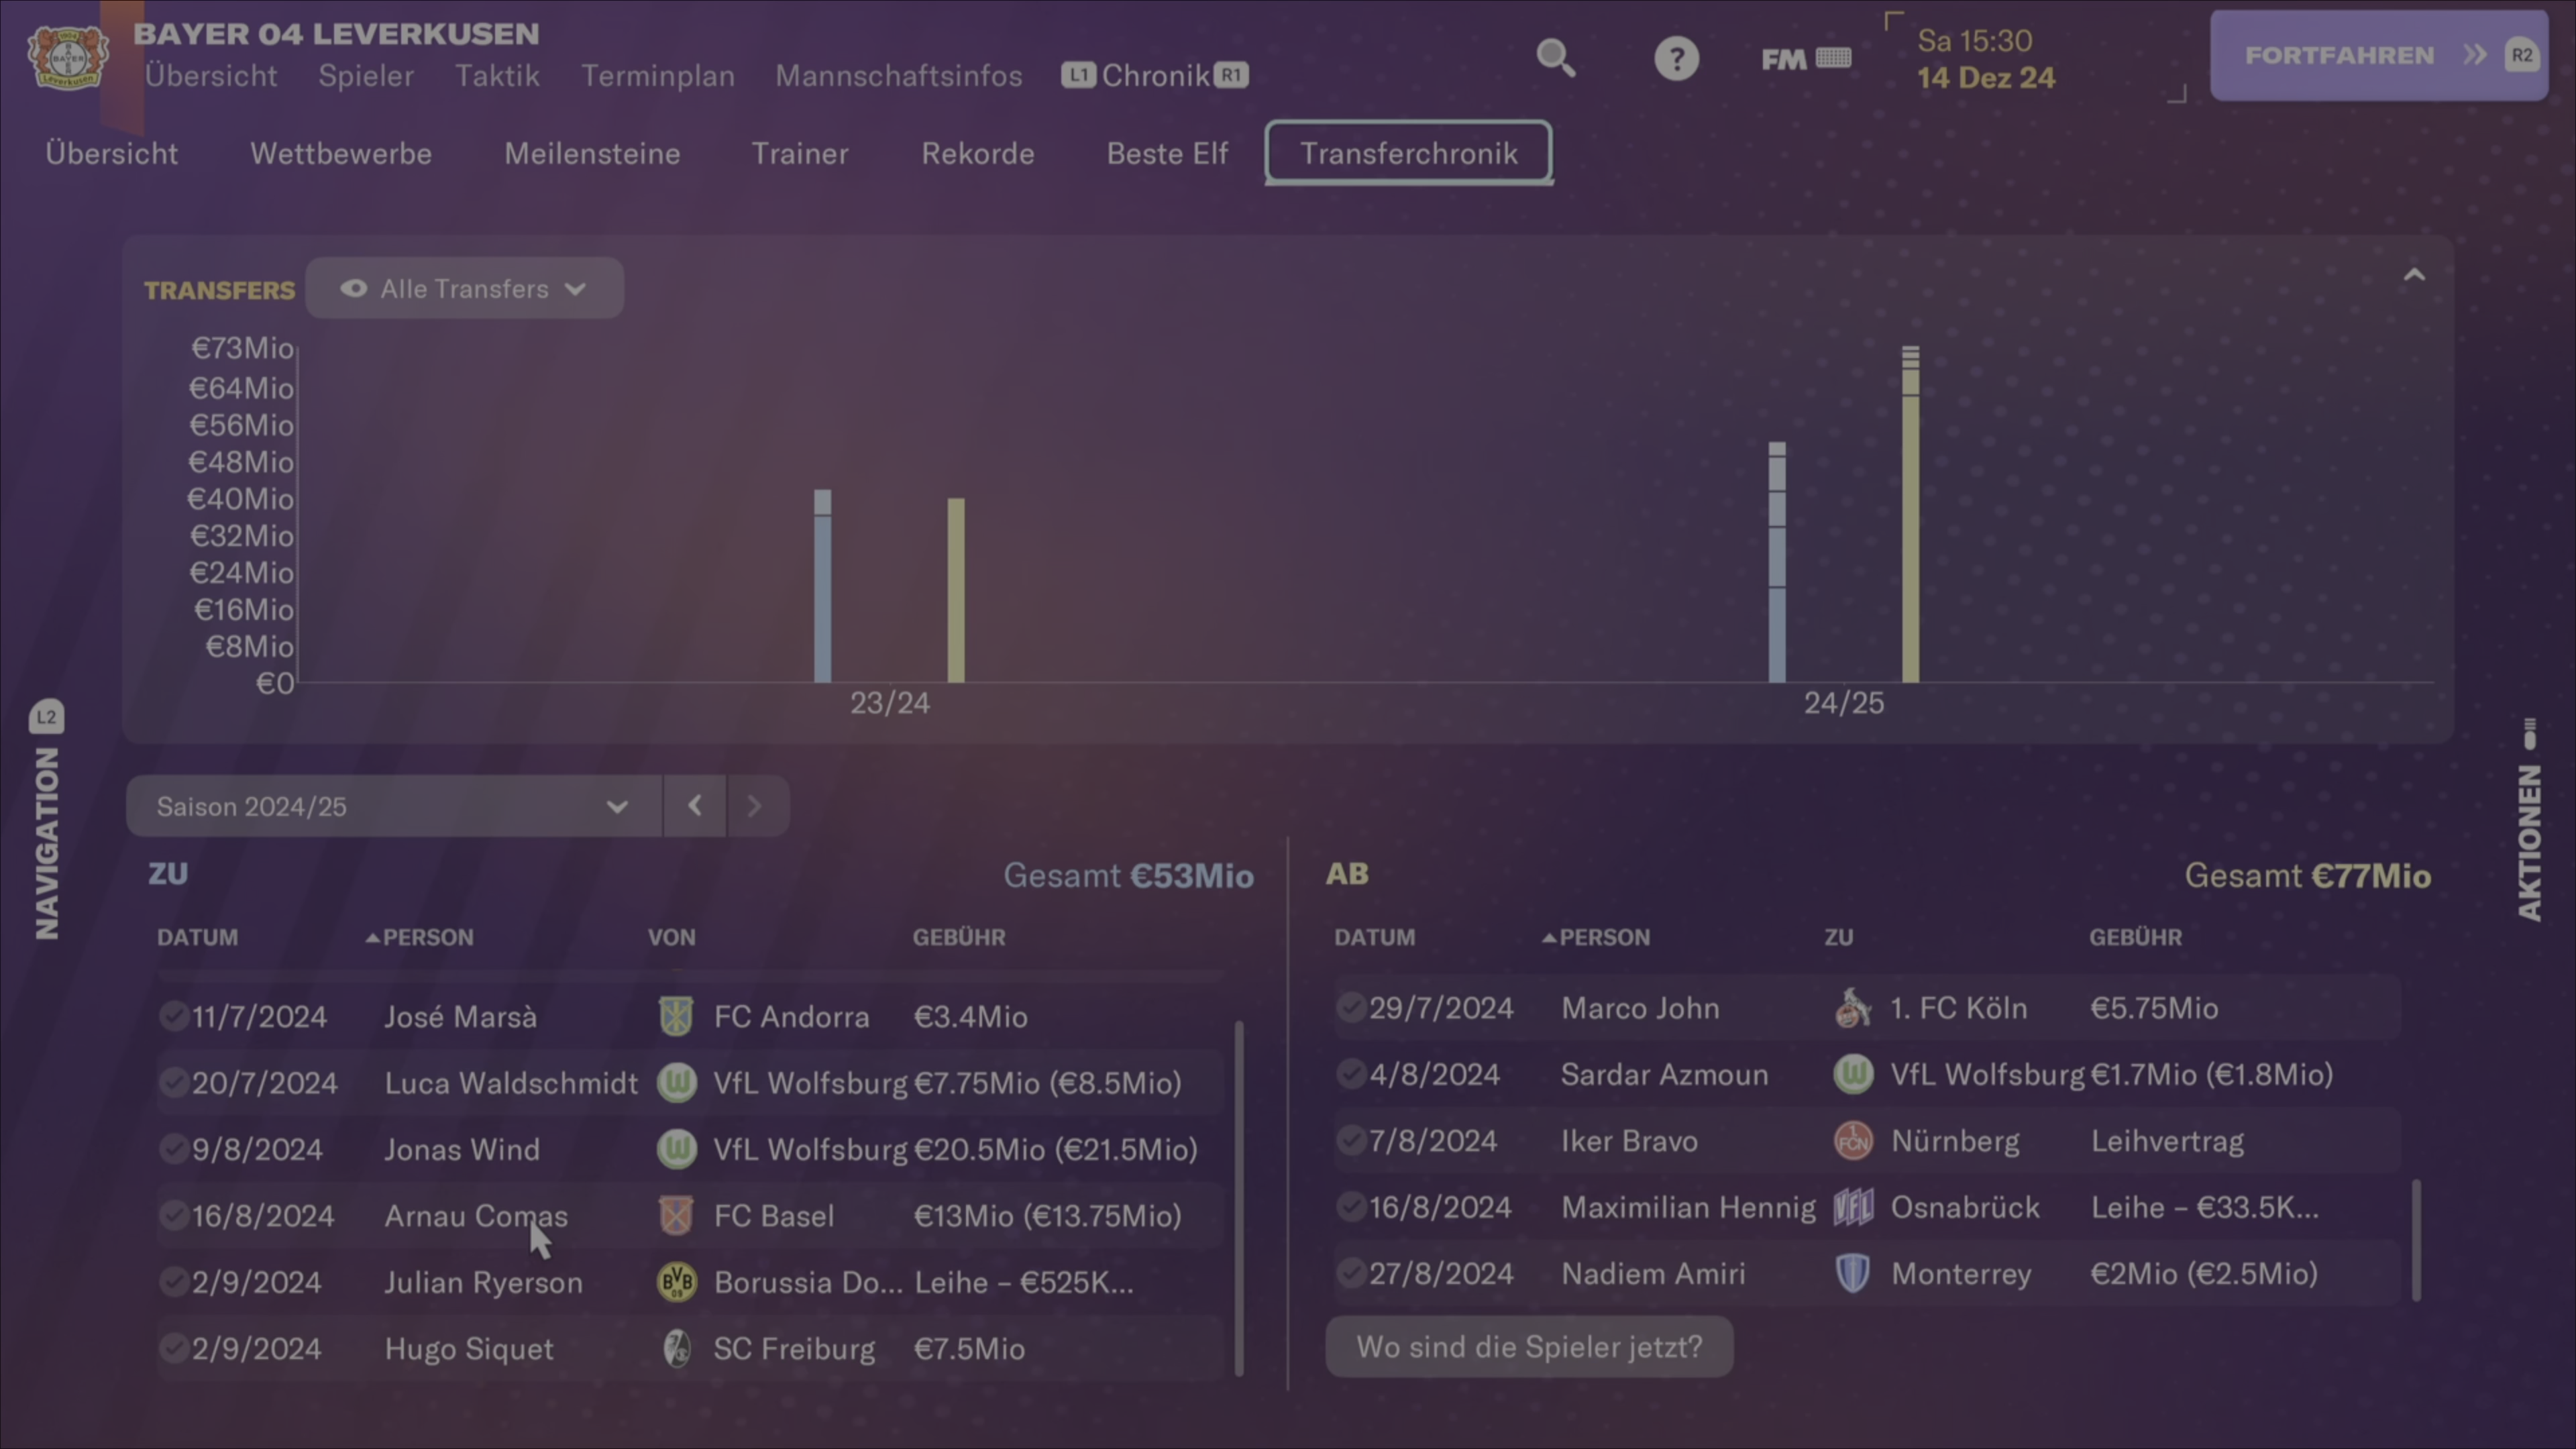 BAYER 04 LEVERKUSEN
Übersicht Spieler Taktik Terminplan Mannschaftsinfos L1 Chronik R1
? FM Sa 15:30
14 Dez 24
FORTFAHREN R2
Übersicht Wettbewerbe Meilensteine Trainer Rekorde Beste Elf Transferchronik
TRANSFERS Alle Transfers
€73Mio
€64Mio
€56Mio
€48Mio
€40Mio
€32Mio
€24Mio
€16Mio
€8Mio
€0
23/24 24/25
L2 NAVIGATION
AKTIONEN
Saison 2024/25
ZU Gesamt €53Mio
DATUM PERSON VON GEBÜHR
11/7/2024 José Marsà FC Andorra €3.4Mio
20/7/2024 Luca Waldschmidt VfL Wolfsburg €7.75Mio (€8.5Mio)
9/8/2024 Jonas Wind VfL Wolfsburg €20.5Mio (€21.5Mio)
16/8/2024 Arnau Comas FC Basel €13Mio (€13.75Mio)
2/9/2024 Julian Ryerson Borussia Do... Leihe – €525K...
2/9/2024 Hugo Siquet SC Freiburg €7.5Mio
AB Gesamt €77Mio
DATUM PERSON ZU GEBÜHR
29/7/2024 Marco John 1. FC Köln €5.75Mio
4/8/2024 Sardar Azmoun VfL Wolfsburg €1.7Mio (€1.8Mio)
7/8/2024 Iker Bravo Nürnberg Leihvertrag
16/8/2024 Maximilian Hennig Osnabrück Leihe – €33.5K...
27/8/2024 Nadiem Amiri Monterrey €2Mio (€2.5Mio)
Wo sind die Spieler jetzt?